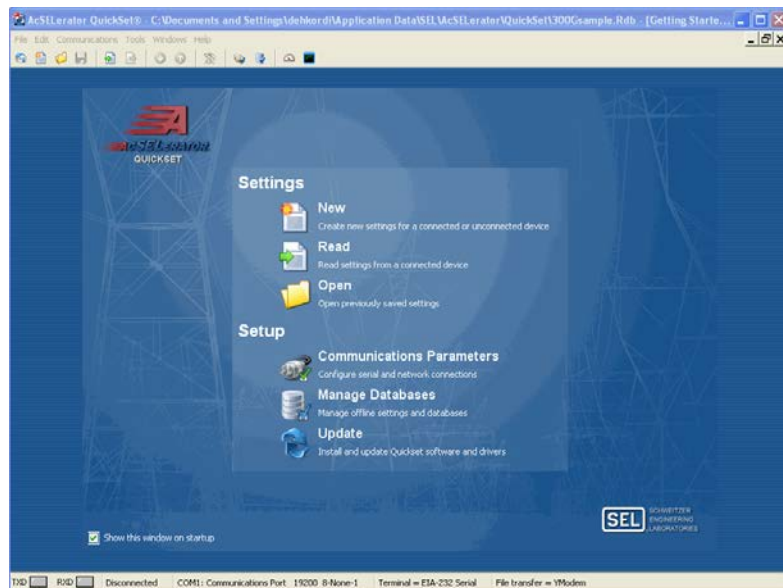 AcSELerator QuickSet® - C:\Documents and Settings\dehkordi\Application Data\SEL\AcSELerator\QuickSet\300Gsample.Rdb - [Getting Starte...
File Edit Communications Tools Windows Help
ACSELERATOR
QUICKSET
Settings
New
Create new settings for a connected or unconnected device
Read
Read settings from a connected device
Open
Open previously saved settings
Setup
Communications Parameters
Configure serial and network connections
Manage Databases
Manage offline settings and databases
Update
Install and update Quickset software and drivers
SEL SCHWEITZER
ENGINEERING
LABORATORIES
Show this window on startup
TXD RXD Disconnected COM1: Communications Port 19200 8-None-1 Terminal = EIA-232 Serial File transfer = YModem